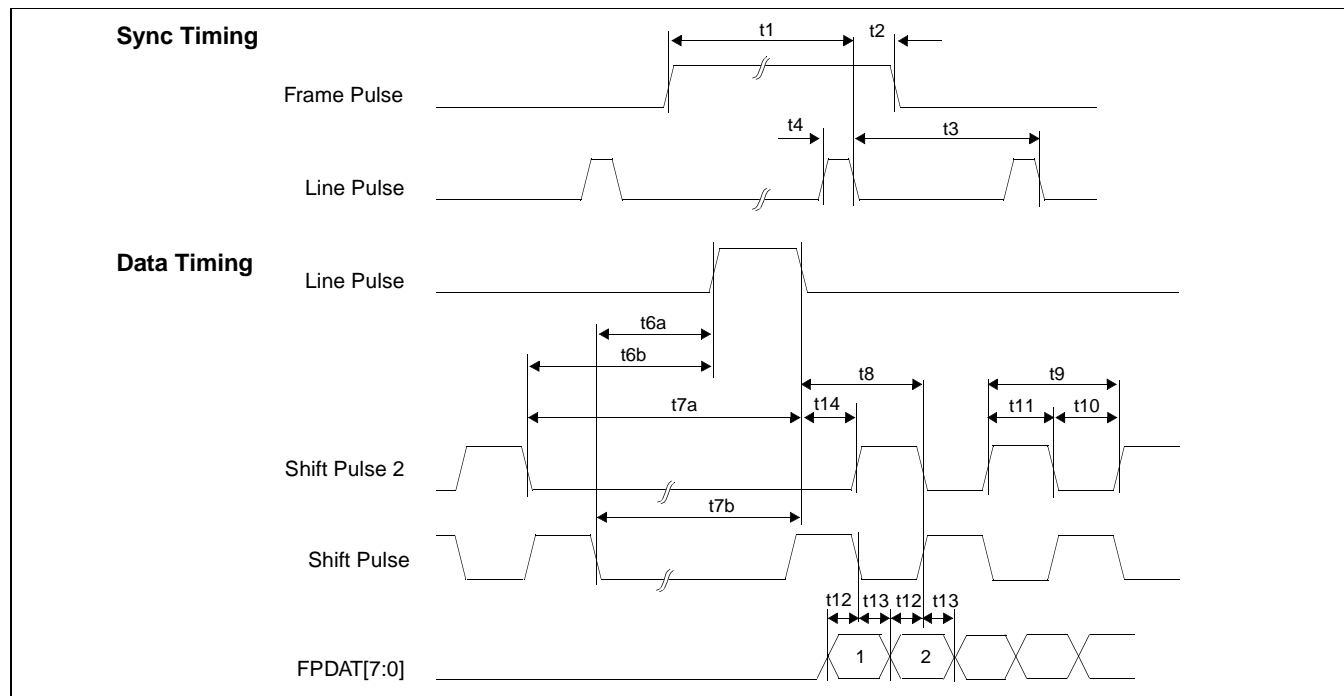 Sync Timing
t1
t2
Frame Pulse
t4
t3
Line Pulse
Data Timing
Line Pulse
t6a
t6b
t8
t9
t7a
t14
t11
t10
Shift Pulse 2
t7b
Shift Pulse
t12 t13 t12 t13
FPDAT[7:0]
1
2